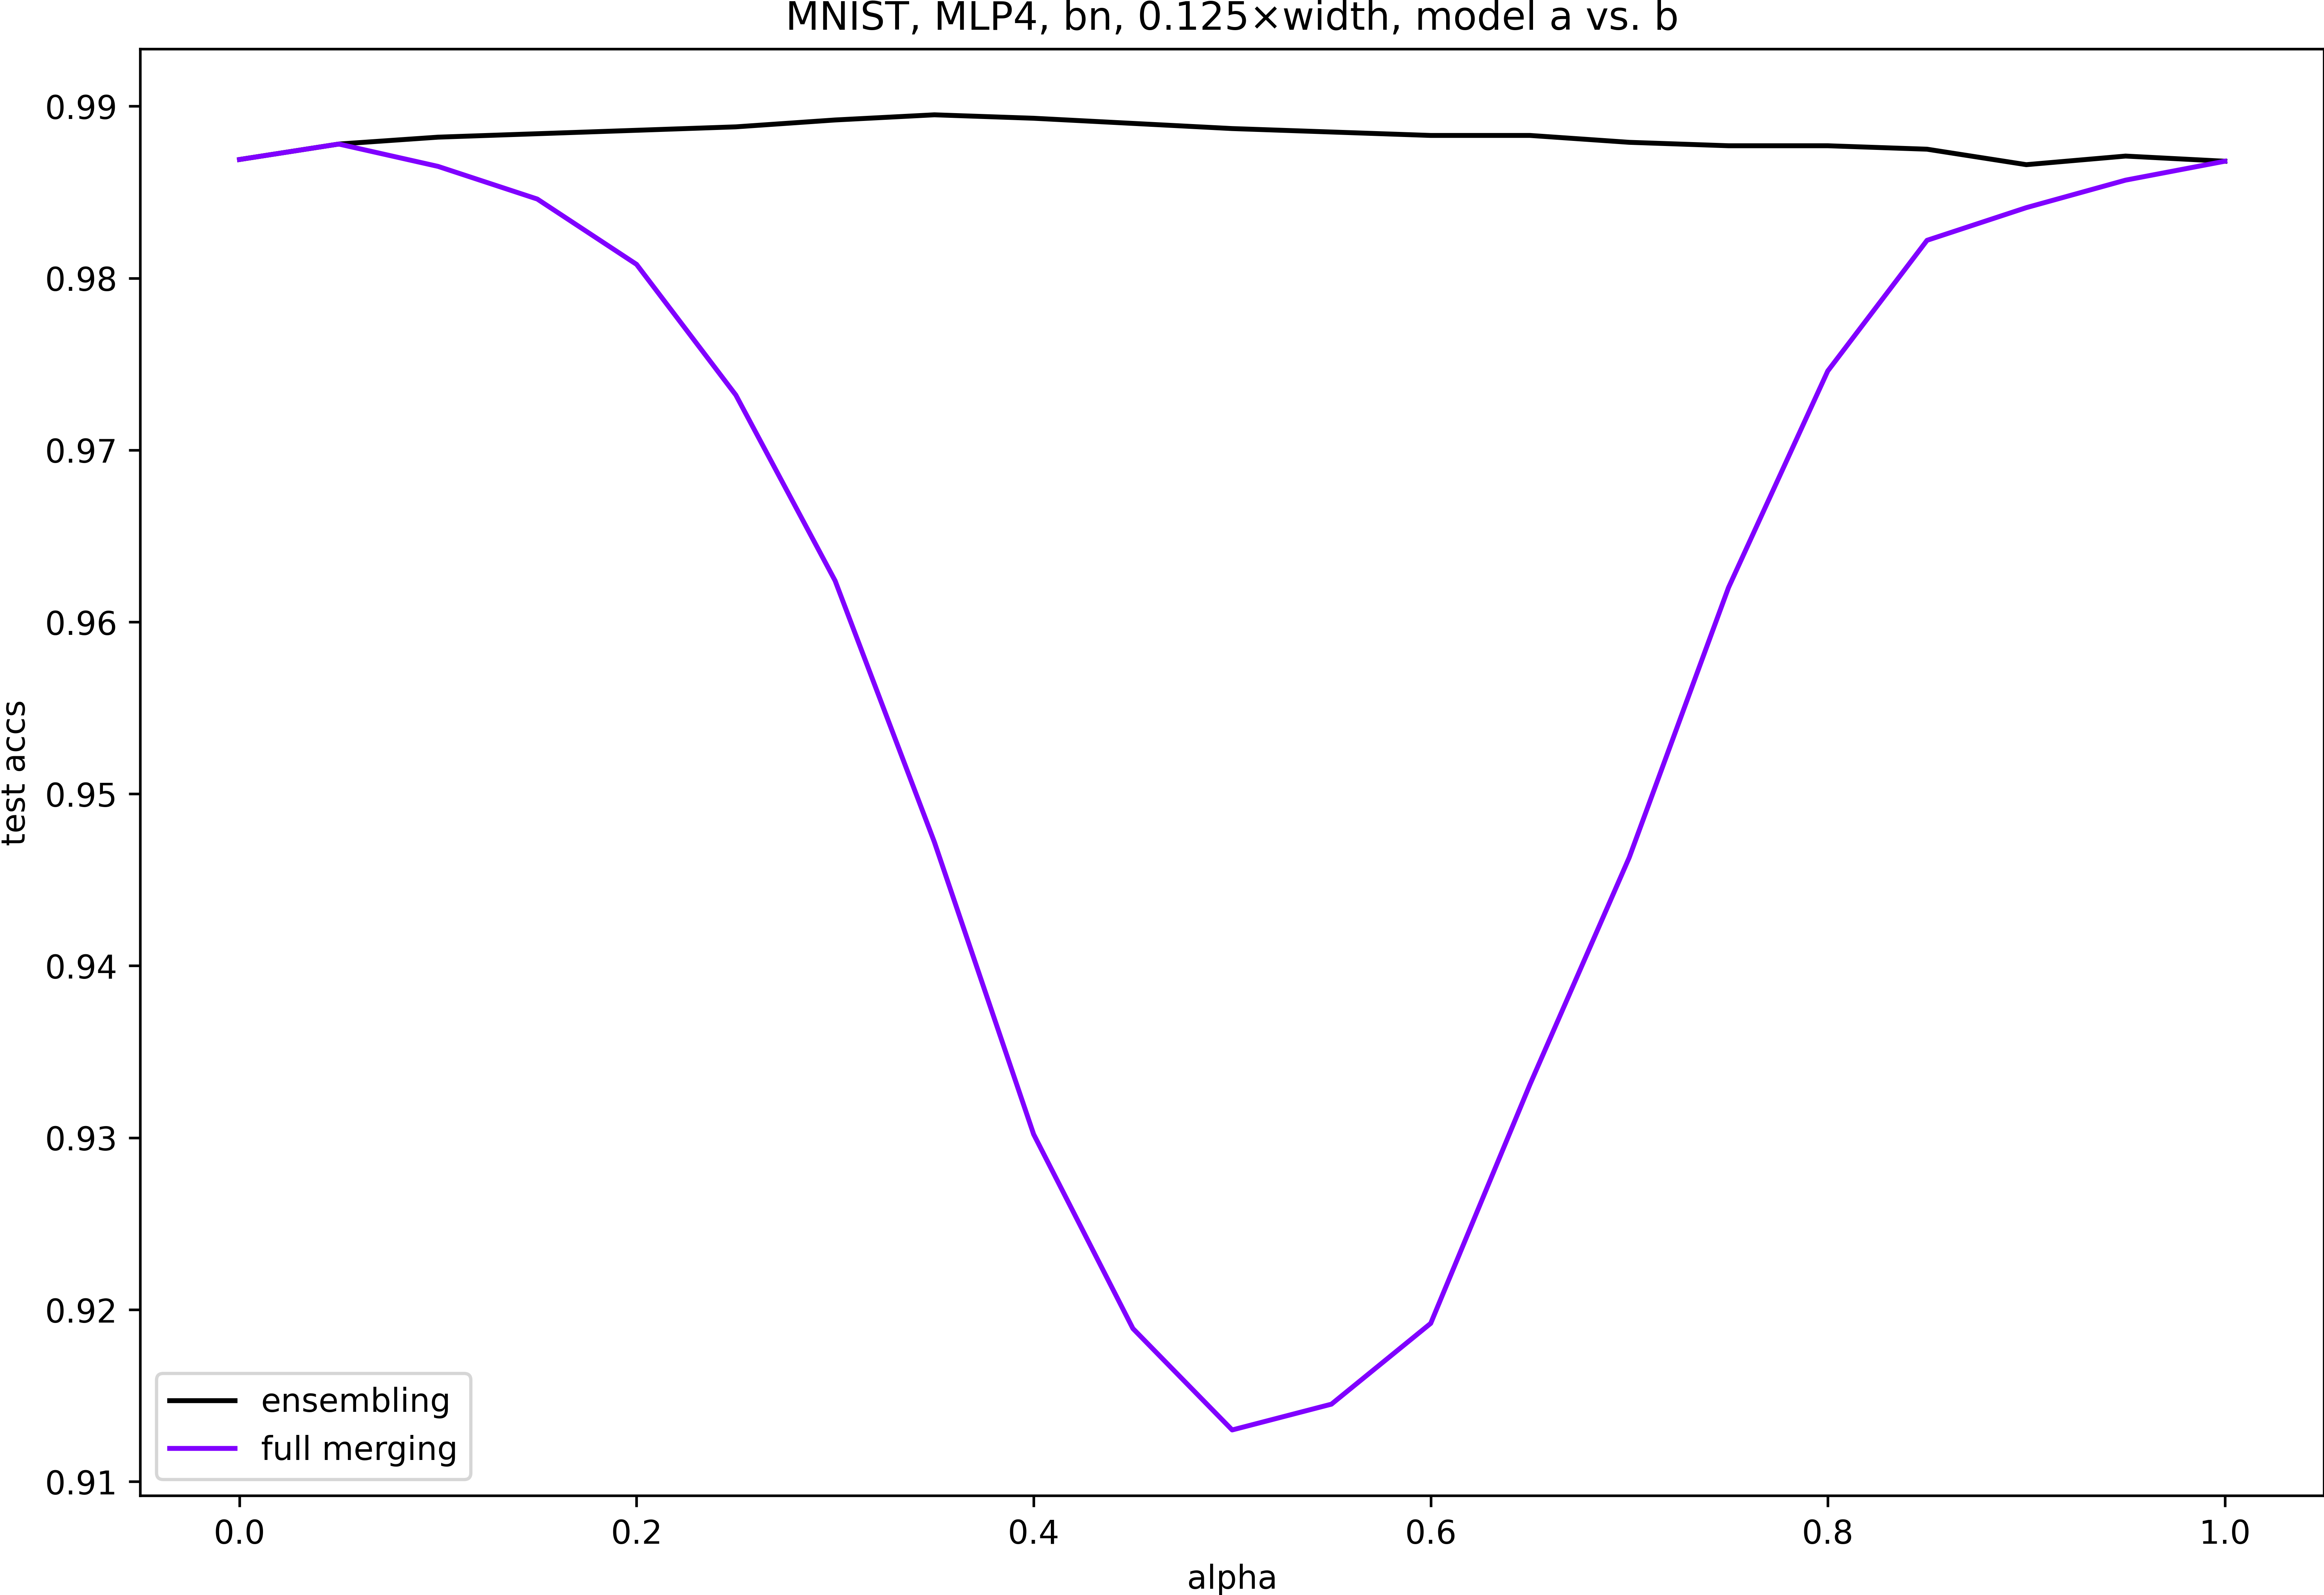 MNIST, MLP4, bn, 0.125×width, model a vs. b
0.99
0.98
0.97
0.96
0.95
0.94
0.93
0.92
0.91
test accs
ensembling
full merging
0.0 0.2 0.4 0.6 0.8 1.0
alpha